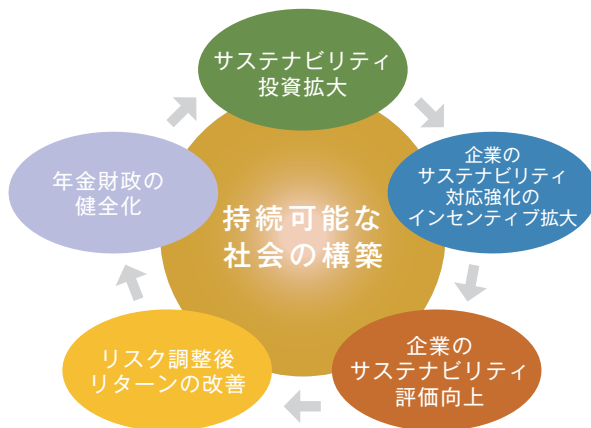 サステナビリティ
投資拡大
企業の
サステナビリティ
対応強化の
インセンティブ拡大
企業の
サステナビリティ
評価向上
リスク調整後
リターンの改善
年金財政の
健全化
持続可能な
社会の構築